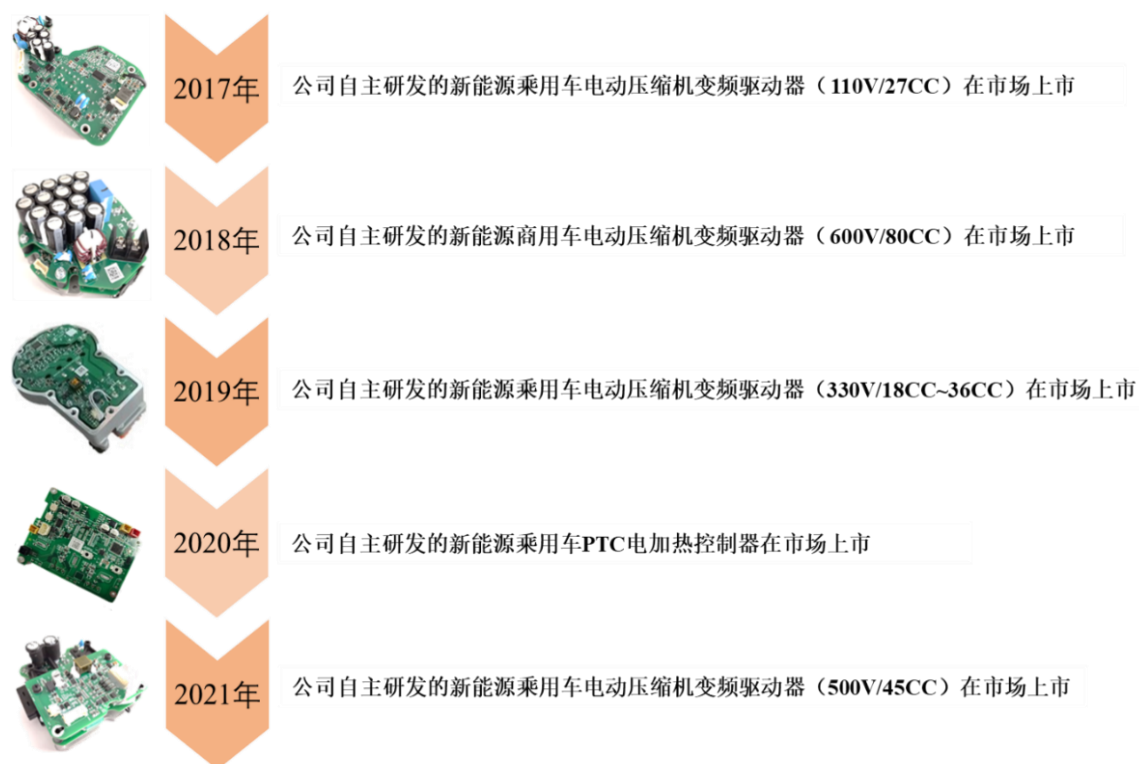 2017年
公司自主研发的新能源乘用车电动压缩机变频驱动器（110V/27CC）在市场上市
2018年
公司自主研发的新能源商用车电动压缩机变频驱动器（600V/80CC）在市场上市
2019年
公司自主研发的新能源乘用车电动压缩机变频驱动器（330V/18CC~36CC）在市场上市
2020年
公司自主研发的新能源乘用车PTC电加热控制器在市场上市
2021年
公司自主研发的新能源乘用车电动压缩机变频驱动器（500V/45CC）在市场上市